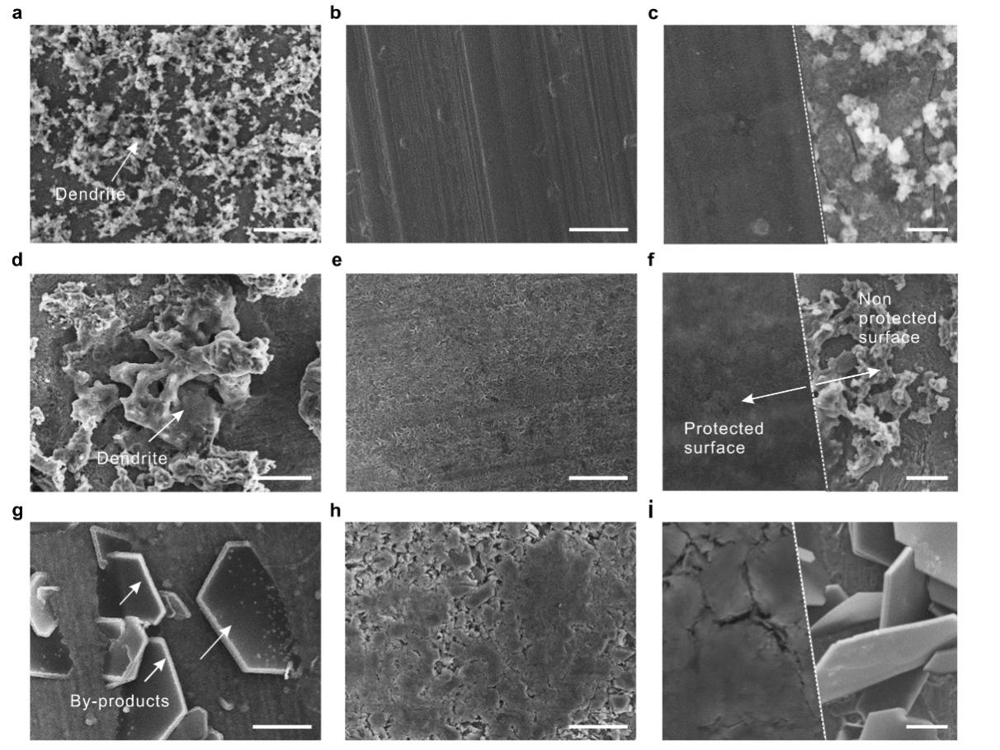 a
b
c
Dendrite
d
e
f
Dendrite
Non
protected
surface
Protected
surface
g
h
i
By-products